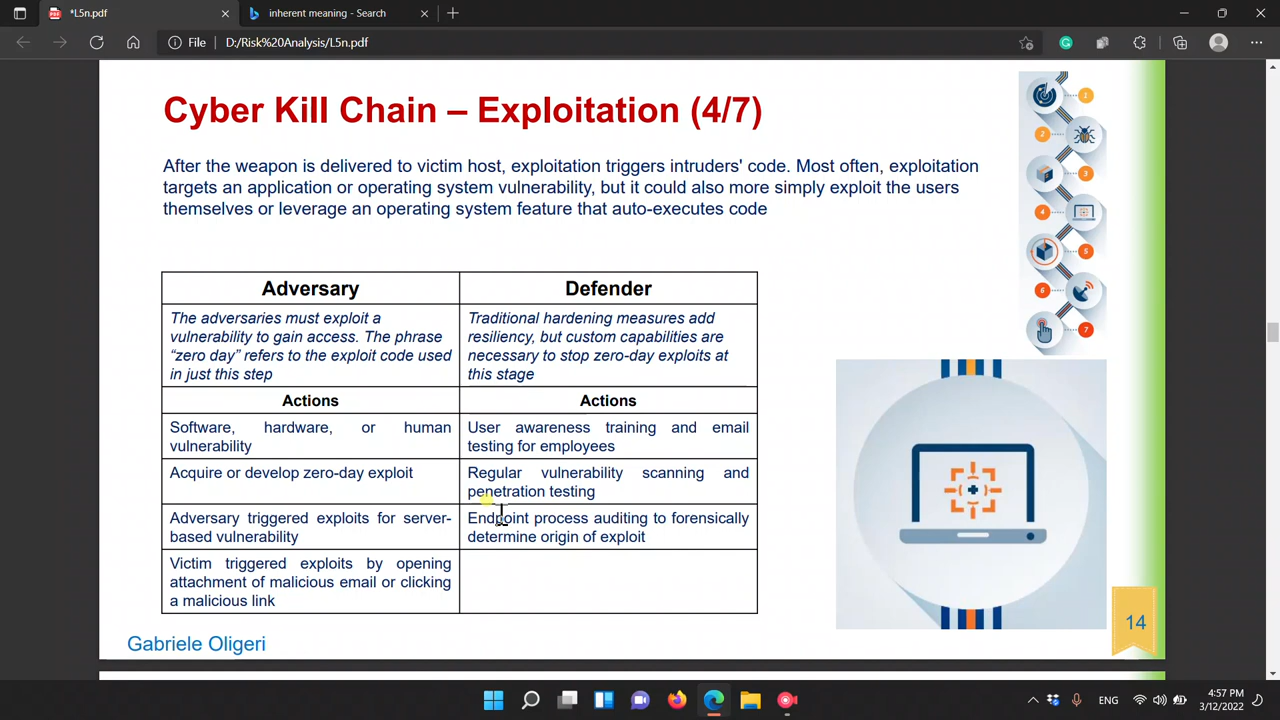 *L5n.pdf
inherent meaning - Search
File
D:/Risk%20Analysis/L5n.pdf
Cyber Kill Chain – Exploitation (4/7)
After the weapon is delivered to victim host, exploitation triggers intruders' code. Most often, exploitation
targets an application or operating system vulnerability, but it could also more simply exploit the users
themselves or leverage an operating system feature that auto-executes code
1
2
3
4
5
6
7
Adversary
Defender
The adversaries must exploit a
vulnerability to gain access. The phrase
“zero day” refers to the exploit code used
in just this step
Traditional hardening measures add
resiliency, but custom capabilities are
necessary to stop zero-day exploits at
this stage
Actions
Actions
Software, hardware, or human
vulnerability
User awareness training and email
testing for employees
Acquire or develop zero-day exploit
Regular vulnerability scanning and
penetration testing
Adversary triggered exploits for server-
based vulnerability
Endpoint process auditing to forensically
determine origin of exploit
Victim triggered exploits by opening
attachment of malicious email or clicking
a malicious link
14
Gabriele Oligeri
ENG
4:57 PM
3/12/2022